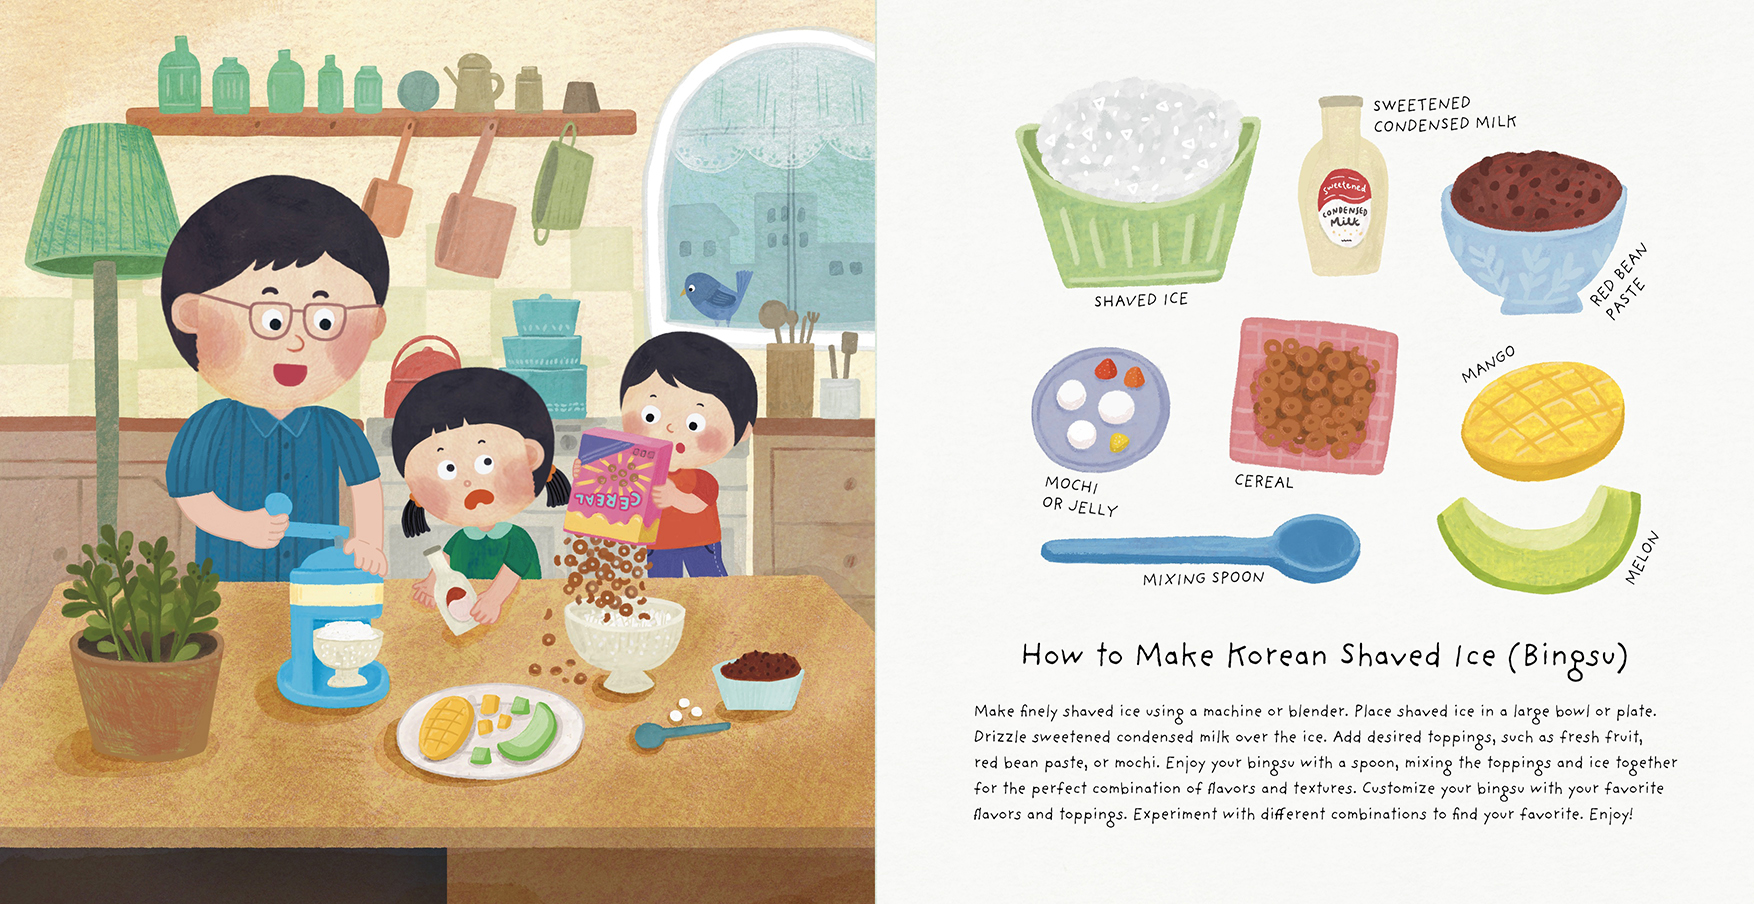 CEREAL
SWEETENED
CONDENSED MILK
sweetened
CONDENSED
Milk
SHAVED ICE
RED BEAN
PASTE
MOCHI
OR JELLY
CEREAL
MANGO
MIXING SPOON
MELON
How to Make Korean Shaved Ice (Bingsu)
Make finely shaved ice using a machine or blender. Place shaved ice in a large bowl or plate.
Drizzle sweetened condensed milk over the ice. Add desired toppings, such as fresh fruit,
red bean paste, or mochi. Enjoy your bingsu with a spoon, mixing the toppings and ice together
for the perfect combination of flavors and textures. Customize your bingsu with your favorite
flavors and toppings. Experiment with different combinations to find your favorite. Enjoy!